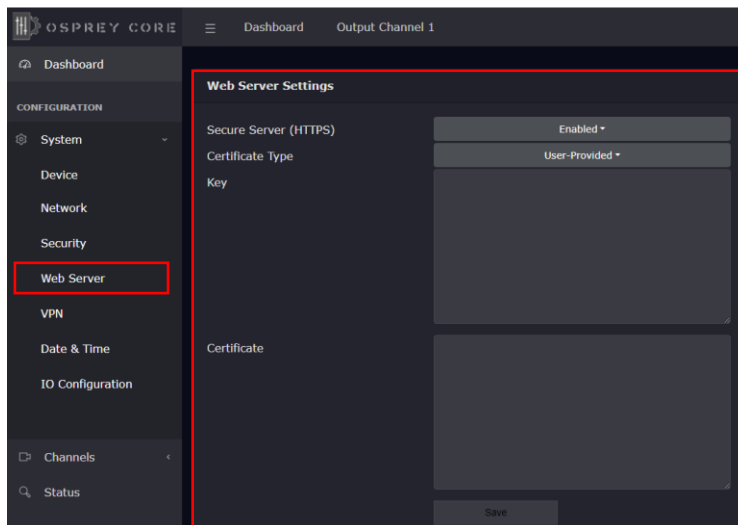 OSPREY CORE
Dashboard Output Channel 1
Dashboard
CONFIGURATION
System
Device
Network
Security
Web Server
VPN
Date & Time
IO Configuration
Channels
Status
Web Server Settings
Secure Server (HTTPS) Enabled
Certificate Type User-Provided
Key
Certificate
Save